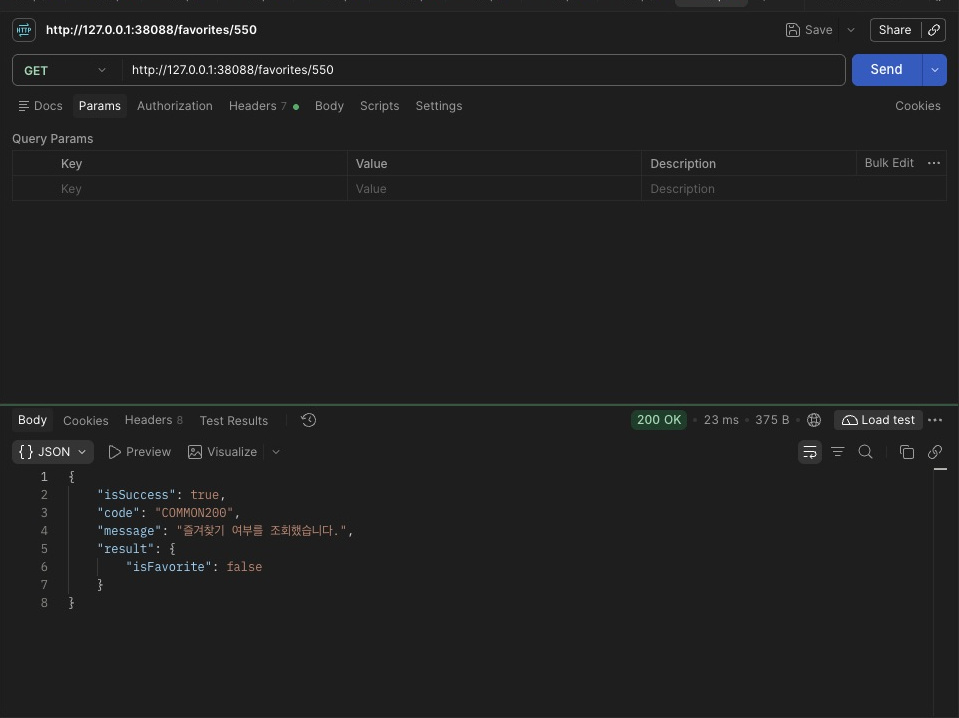 HTTP http://127.0.0.1:38088/favorites/550 Save Share
GET http://127.0.0.1:38088/favorites/550 Send
Docs Params Authorization Headers 7 Body Scripts Settings Cookies
Query Params
Key Value Description Bulk Edit
Key Value Description
Body Cookies Headers 8 Test Results 200 OK 23 ms 375 B Load test
{} JSON Preview Visualize
1 {
2 "isSuccess": true,
3 "code": "COMMON200",
4 "message": "즐겨찾기 여부를 조회했습니다.",
5 "result": {
6 "isFavorite": false
7 }
8 }